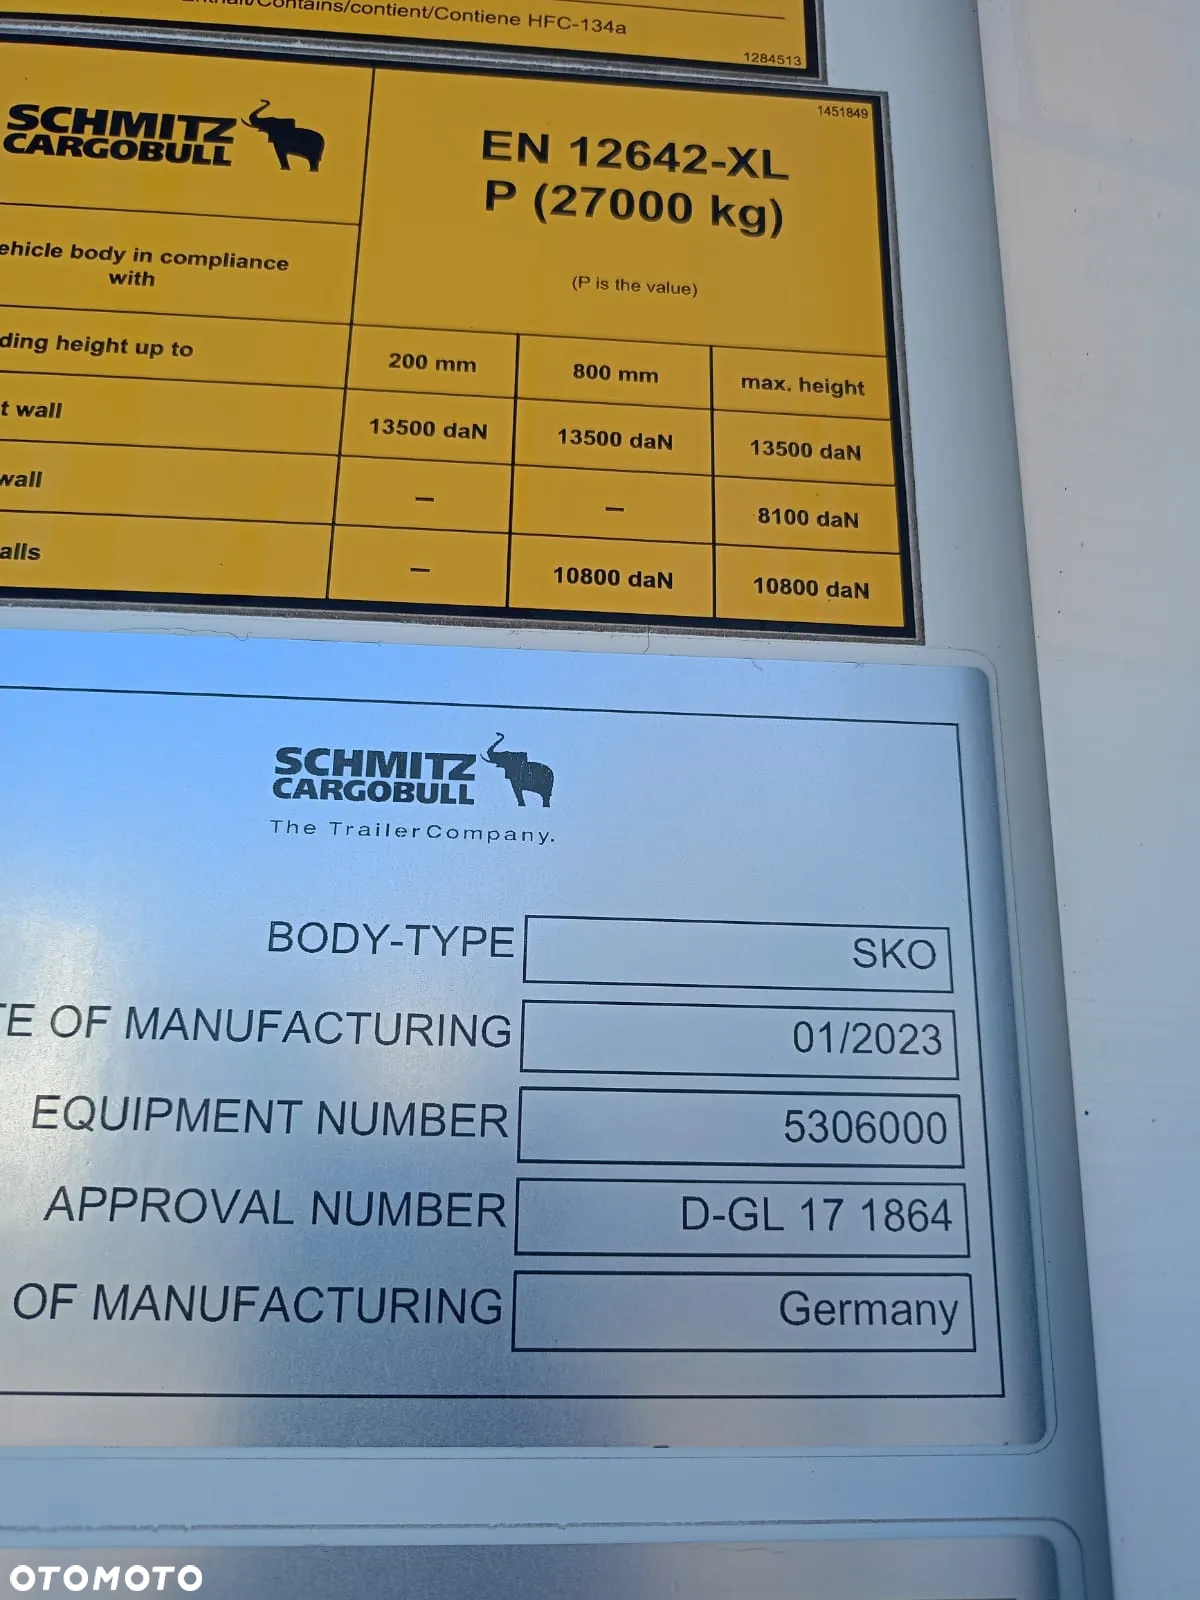 Contains/contient/Contiene HFC-134a
1284513
1451849
SCHMITZ
CARGOBULL
EN 12642-XL
P (27000 kg)
ehicle body in compliance
with
(P is the value)
ding height up to
200 mm
800 mm
max. height
t wall
13500 daN
13500 daN
13500 daN
wall
–
–
8100 daN
alls
–
10800 daN
10800 daN
SCHMITZ
CARGOBULL
The TrailerCompany.
BODY-TYPE SKO
TE OF MANUFACTURING 01/2023
EQUIPMENT NUMBER 5306000
APPROVAL NUMBER D-GL 17 1864
OF MANUFACTURING Germany
OTOMOTO